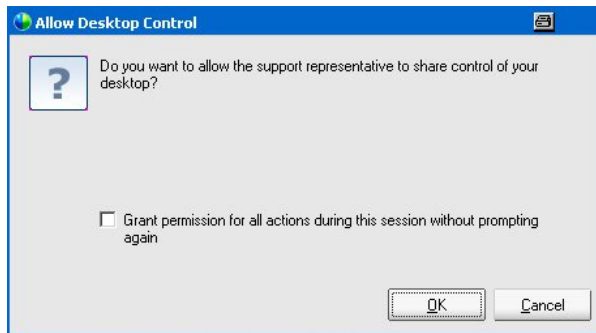 Allow Desktop Control
Do you want to allow the support representative to share control of your
desktop?
Grant permission for all actions during this session without prompting
again
OK
Cancel